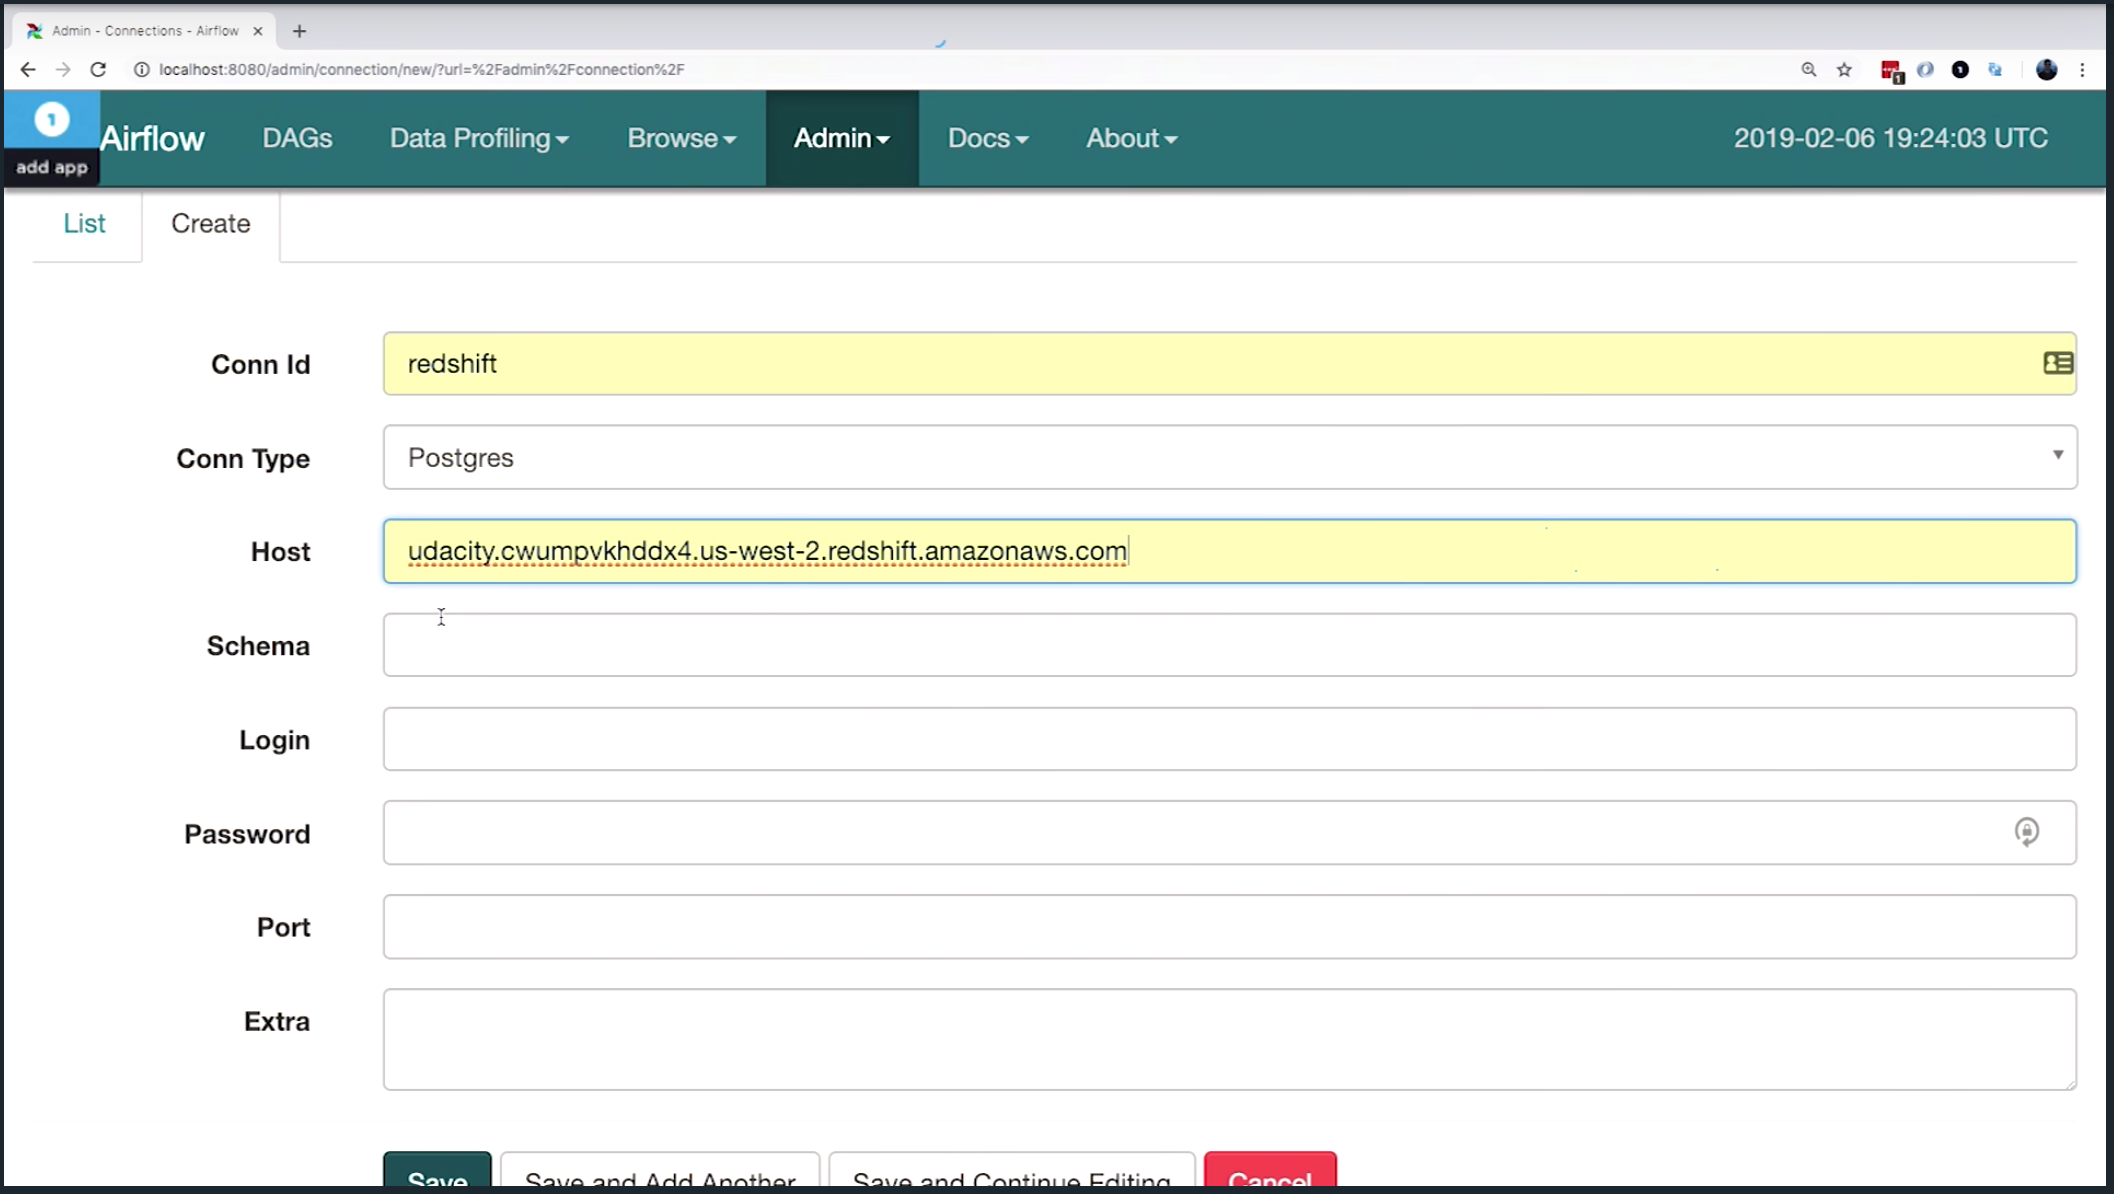 Admin - Connections - Airflow
localhost:8080/admin/connection/new/?url=%2Fadmin%2Fconnection%2F
1
1
add app
Airflow DAGs Data Profiling Browse Admin Docs About 2019-02-06 19:24:03 UTC
List Create
Conn Id redshift
Conn Type Postgres
Host udacity.cwumpvkhddx4.us-west-2.redshift.amazonaws.com
Schema
Login
Password
Port
Extra
Save Save and Add Another Save and Continue Editing Cancel